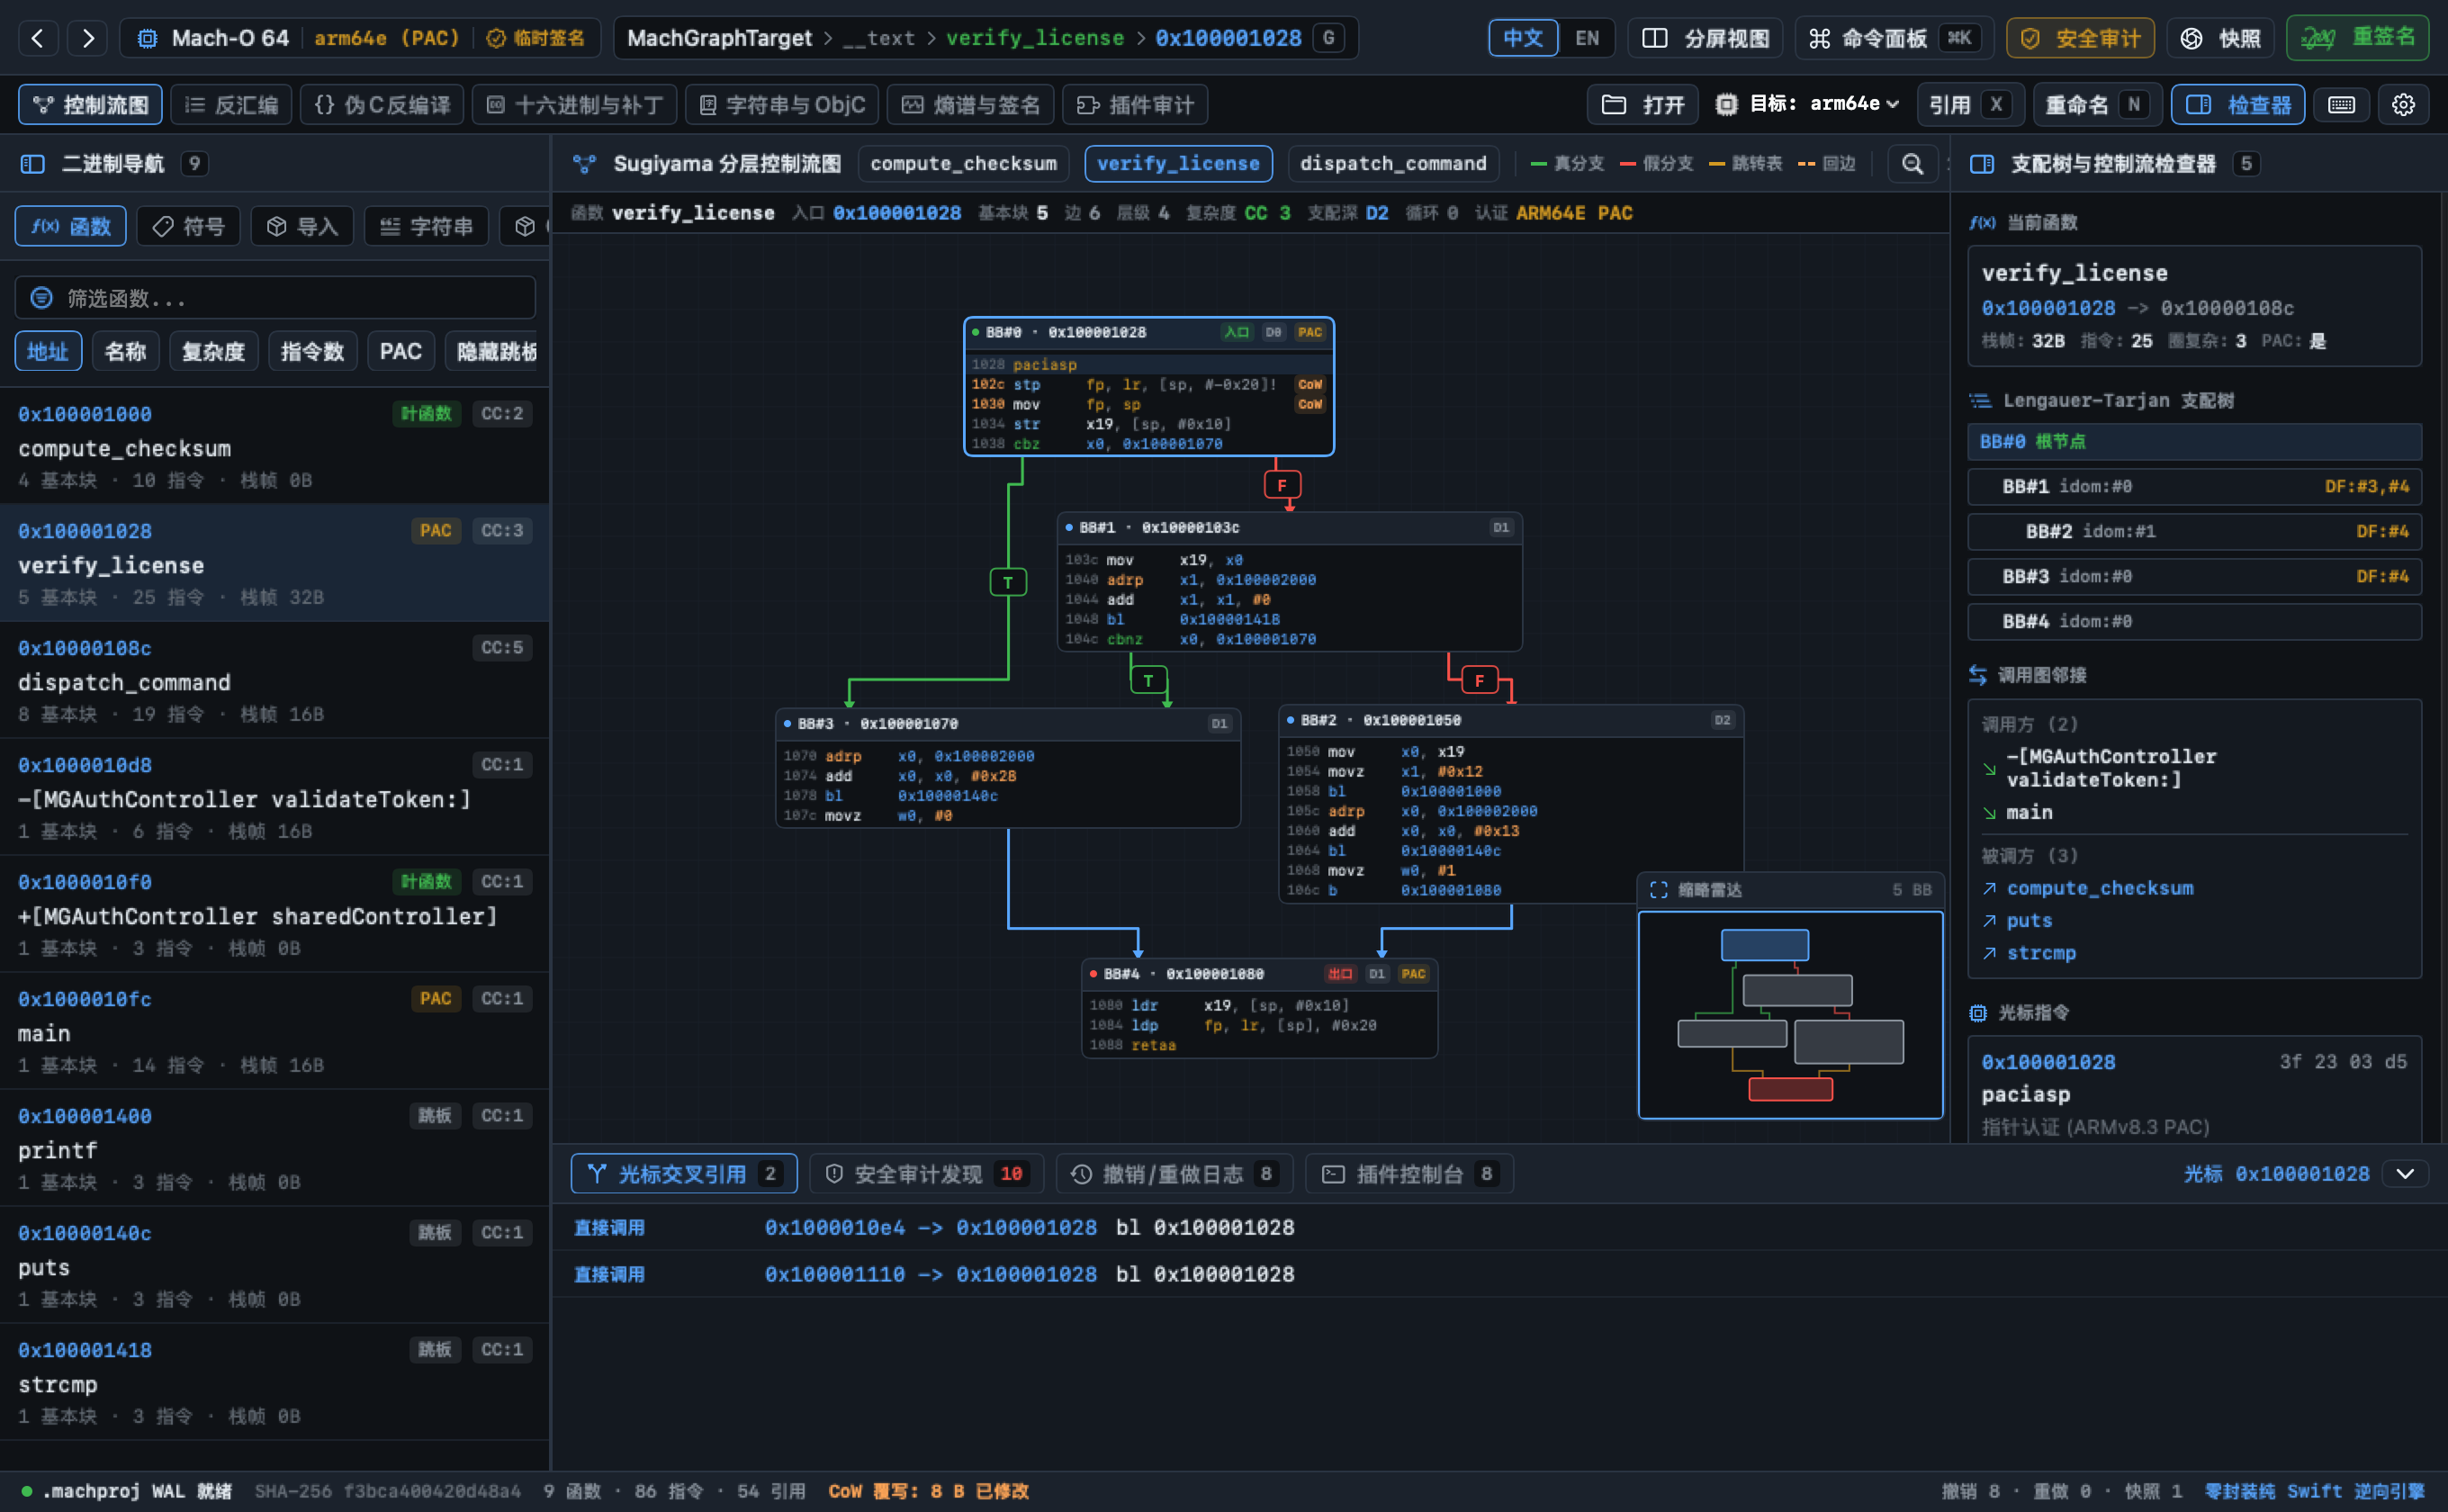 Mach-O 64 arm64e (PAC) 临时签名 MachGraphTarget > __text > verify_license > 0x100001028 G 中文 EN 分屏视图 命令面板 ⌘K 安全审计 快照 重签名
控制流图 反汇编 {} 伪C反编译 十六进制与补丁 字符串与 ObjC 熵谱与签名 插件审计 打开 目标: arm64e 引用 X 重命名 N 检查器
二进制导航 9
f(x) 函数 符号 导入 字符串
筛选函数...
地址 名称 复杂度 指令数 PAC 隐藏跳板
0x100001000 叶函数 CC:2
compute_checksum
4 基本块 · 10 指令 · 栈帧 0B
0x100001028 PAC CC:3
verify_license
5 基本块 · 25 指令 · 栈帧 32B
0x10000108c CC:5
dispatch_command
8 基本块 · 19 指令 · 栈帧 16B
0x1000010d8 CC:1
-[MGAuthController validateToken:]
1 基本块 · 6 指令 · 栈帧 16B
0x1000010f0 叶函数 CC:1
+[MGAuthController sharedController]
1 基本块 · 3 指令 · 栈帧 0B
0x1000010fc PAC CC:1
main
1 基本块 · 14 指令 · 栈帧 16B
0x100001400 跳板 CC:1
printf
1 基本块 · 3 指令 · 栈帧 0B
0x10000140c 跳板 CC:1
puts
1 基本块 · 3 指令 · 栈帧 0B
0x100001418 跳板 CC:1
strcmp
1 基本块 · 3 指令 · 栈帧 0B
Sugiyama 分层控制流图 compute_checksum verify_license dispatch_command 真分支 假分支 跳转表 回边
函数 verify_license 入口 0x100001028 基本块 5 边 6 层级 4 复杂度 CC 3 支配深 D2 循环 0 认证 ARM64E PAC
BB#0 · 0x100001028 入口 D0 PAC
1028 paciasp
102c stp fp, lr, [sp, #-0x20]! CoW
1030 mov fp, sp CoW
1034 str x19, [sp, #0x10]
1038 cbz x0, 0x100001070
F
BB#1 · 0x10000103c D1
103c mov x19, x0
1040 adrp x1, 0x100002000
1044 add x1, x1, #0
1048 bl 0x100001418
104c cbnz x0, 0x100001070
T
T
F
BB#3 · 0x100001070 D1
1070 adrp x0, 0x100002000
1074 add x0, x0, #0x28
1078 bl 0x10000140c
107c movz w0, #0
BB#2 · 0x100001050 D2
1050 mov x0, x19
1054 movz x1, #0x12
1058 bl 0x100001000
105c adrp x0, 0x100002000
1060 add x0, x0, #0x13
1064 bl 0x10000140c
1068 movz w0, #1
106c b 0x100001080
BB#4 · 0x100001080 出口 D1 PAC
1080 ldr x19, [sp, #0x10]
1084 ldp fp, lr, [sp], #0x20
1088 retaa
缩略雷达 5 BB
支配树与控制流检查器 5
f(x) 当前函数
verify_license
0x100001028 -> 0x10000108c
栈帧: 32B 指令: 25 圈复杂: 3 PAC: 是
Lengauer-Tarjan 支配树
BB#0 根节点
BB#1 idom:#0 DF:#3,#4
BB#2 idom:#1 DF:#4
BB#3 idom:#0 DF:#4
BB#4 idom:#0
调用图邻接
调用方 (2)
↘ -[MGAuthController
validateToken:]
↘ main
被调方 (3)
↗ compute_checksum
↗ puts
↗ strcmp
光标指令
0x100001028 3f 23 03 d5
paciasp
指针认证 (ARMv8.3 PAC)
光标交叉引用 2 安全审计发现 10 撤销/重做日志 8 插件控制台 8 光标 0x100001028
直接调用 0x1000010e4 -> 0x100001028 bl 0x100001028
直接调用 0x100001110 -> 0x100001028 bl 0x100001028
.machproj WAL 就绪 SHA-256 f3bca400420d48a4 9 函数 · 86 指令 · 54 引用 CoW 覆写: 8 B 已修改 撤销 8 · 重做 0 · 快照 1 零封装纯 Swift 逆向引擎